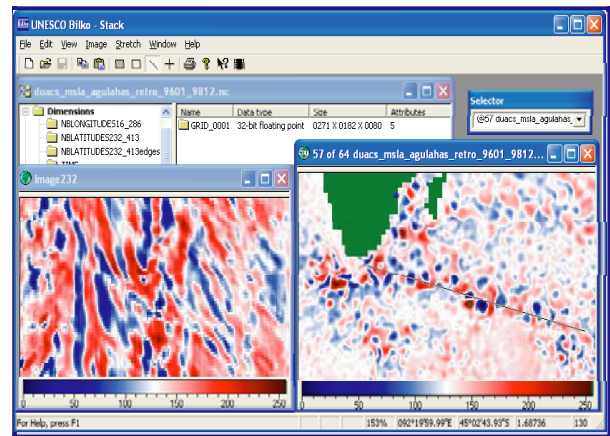 UNESCO Bilko - Stack
File Edit View Image Stretch Window Help
duacs_msla_agulahas_retro_9601_9812.nc
Dimensions
NBLONGITUDES16_286
NBLATITUDES232_413
NBLATITUDES232_413edges
Name Data type Size Attributes
GRID_0001 32-bit floating point 0271 X 0182 X 0080 5
Selector
(@57 duacs_msla_agulahas_
57 of 64 duacs_msla_agulahas_retro_9601_9812...
Image232
0 50 100 150 200 250
0 50 100 150 200 250
For Help, press F1
153% 092°19'59.99"E 45°02'43.93"S 1.68736 130